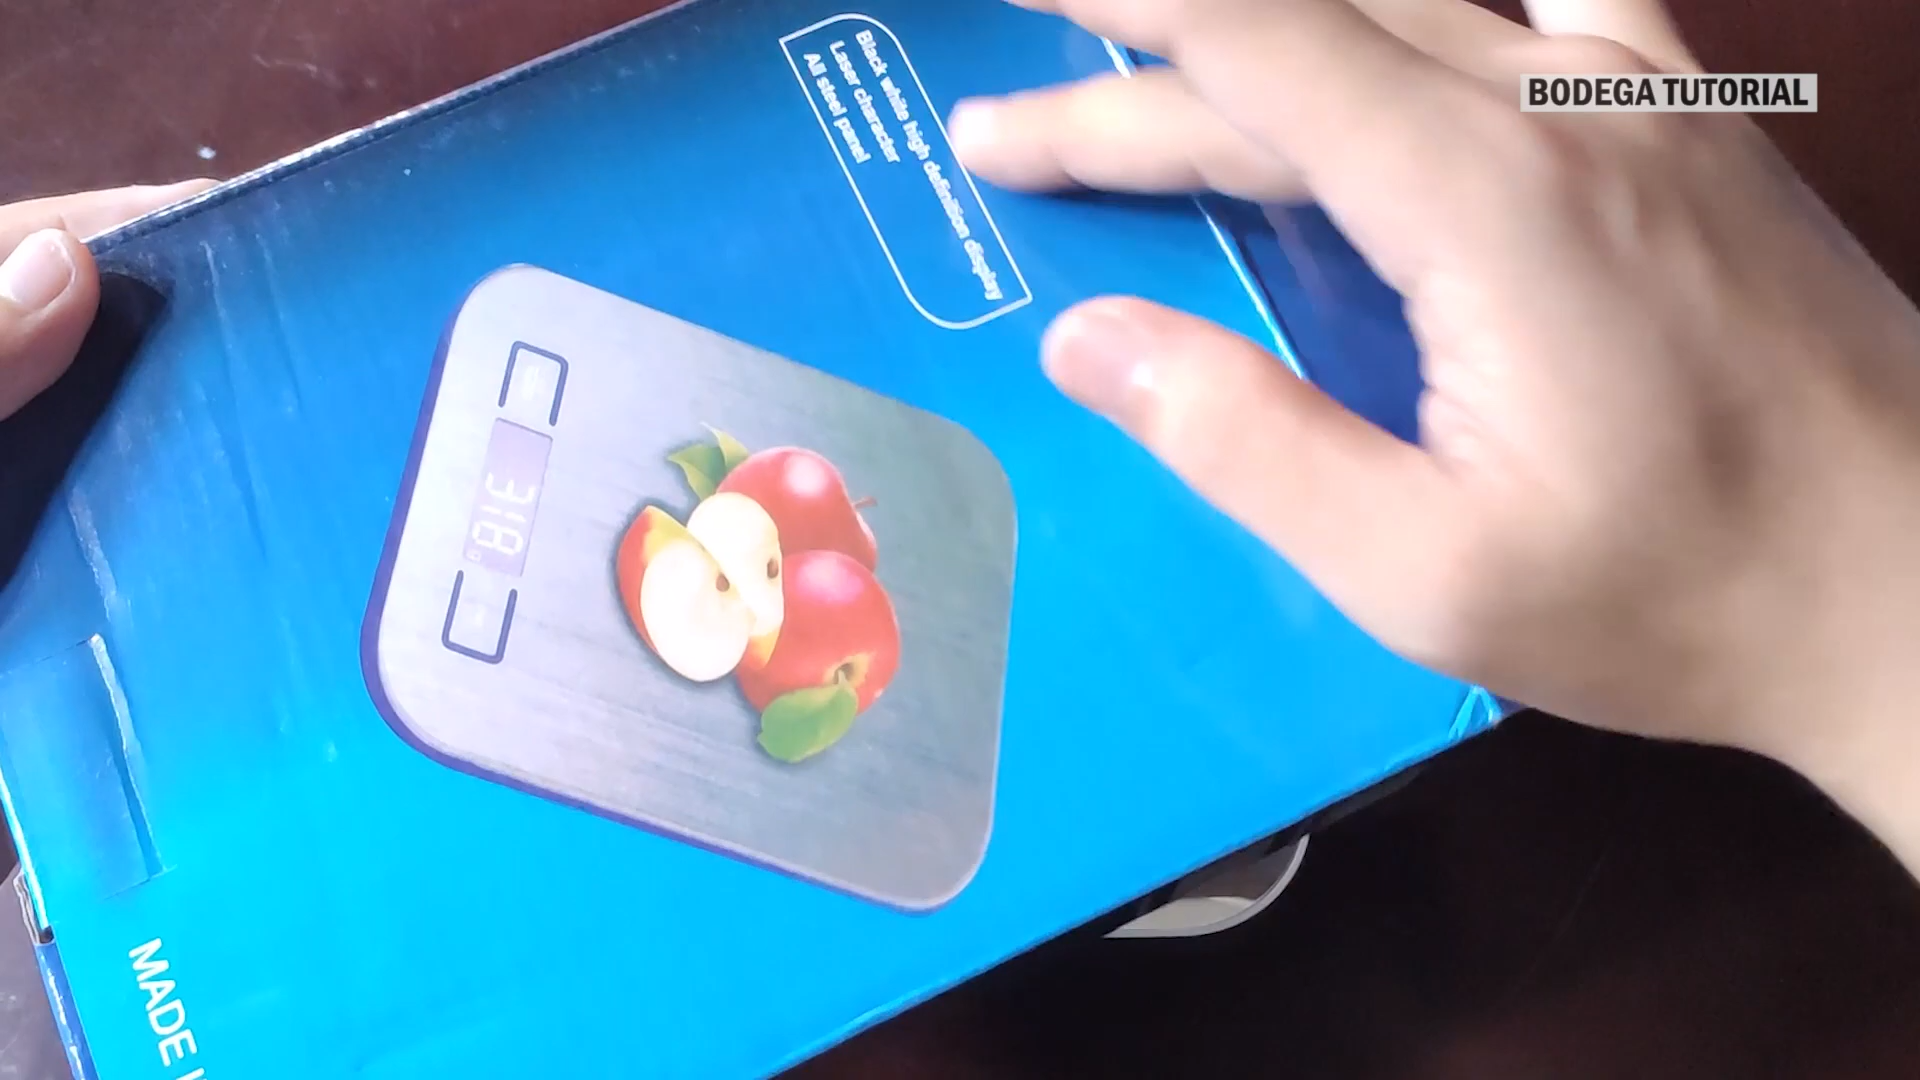 BODEGA TUTORIAL
Black white high definition display
Laser character
All steel panel
318
MADE